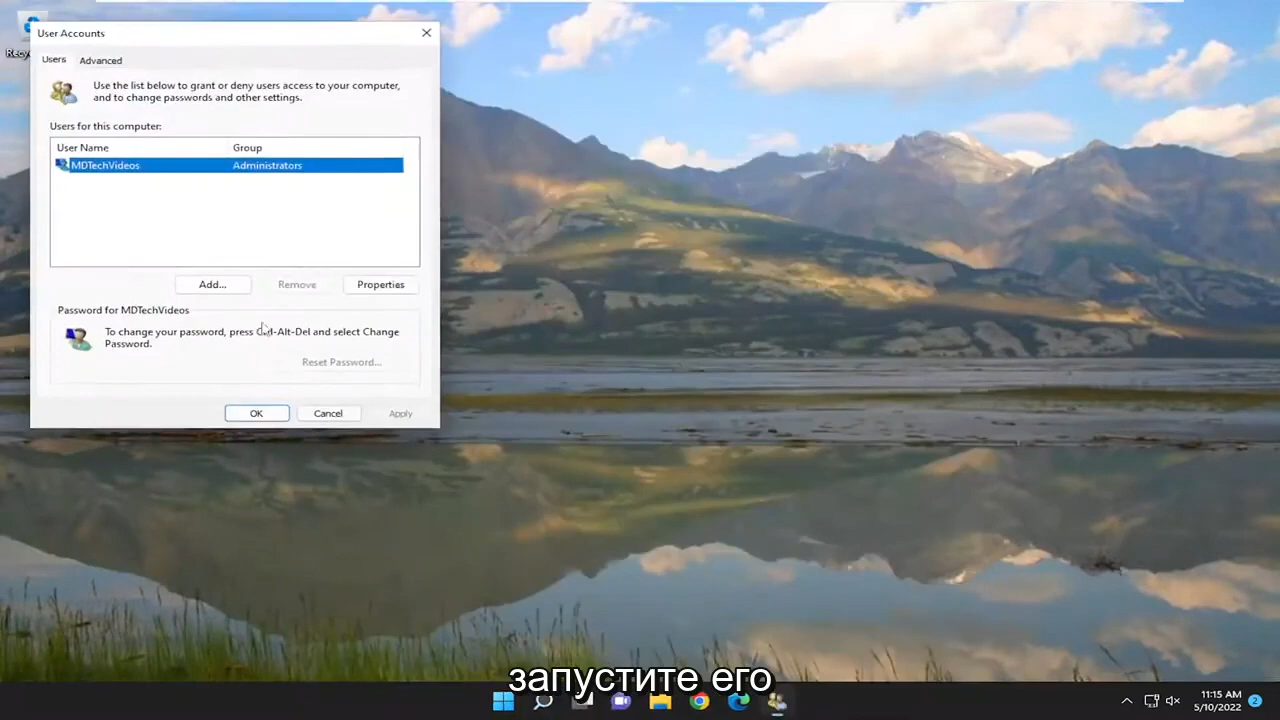 User Accounts
Users
Advanced
Use the list below to grant or deny users access to your computer,
and to change passwords and other settings.
Users for this computer:
User Name
Group
MDTechVideos
Administrators
Add...
Remove
Properties
Password for MDTechVideos
To change your password, press Ctrl-Alt-Del and select Change
Password.
Reset Password...
OK
Cancel
Apply
запустите его
11:15 AM
5/10/2022
2